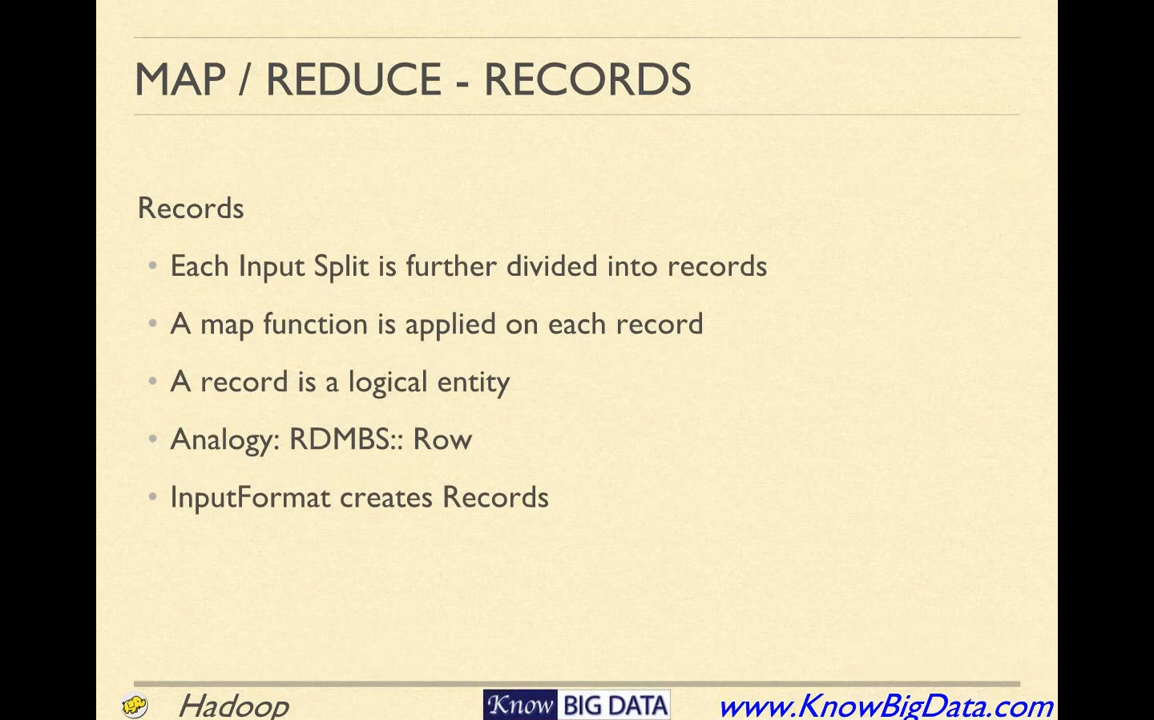 MAP / REDUCE - RECORDS
Records
• Each Input Split is further divided into records
• A map function is applied on each record
• A record is a logical entity
• Analogy: RDMBS:: Row
• InputFormat creates Records
Hadoop
Know BIG DATA
www.KnowBigData.com